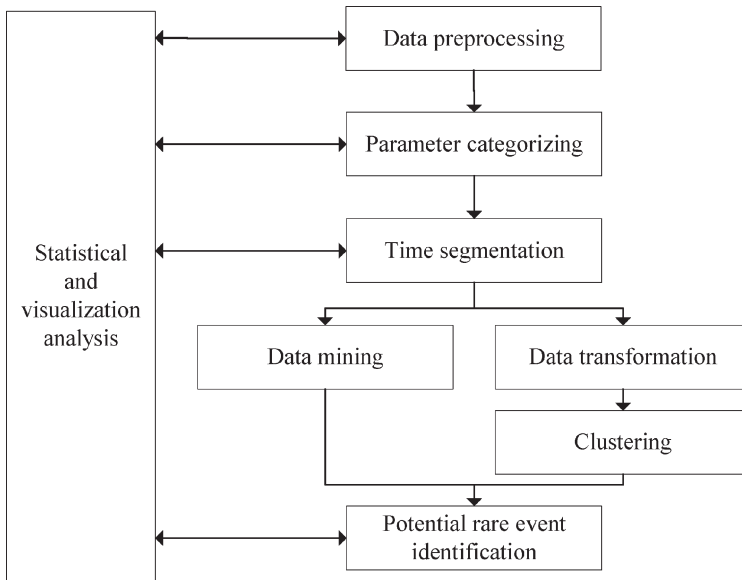 Data preprocessing
Parameter categorizing
Time segmentation
Statistical
and
visualization
analysis
Data mining
Data transformation
Clustering
Potential rare event
identification